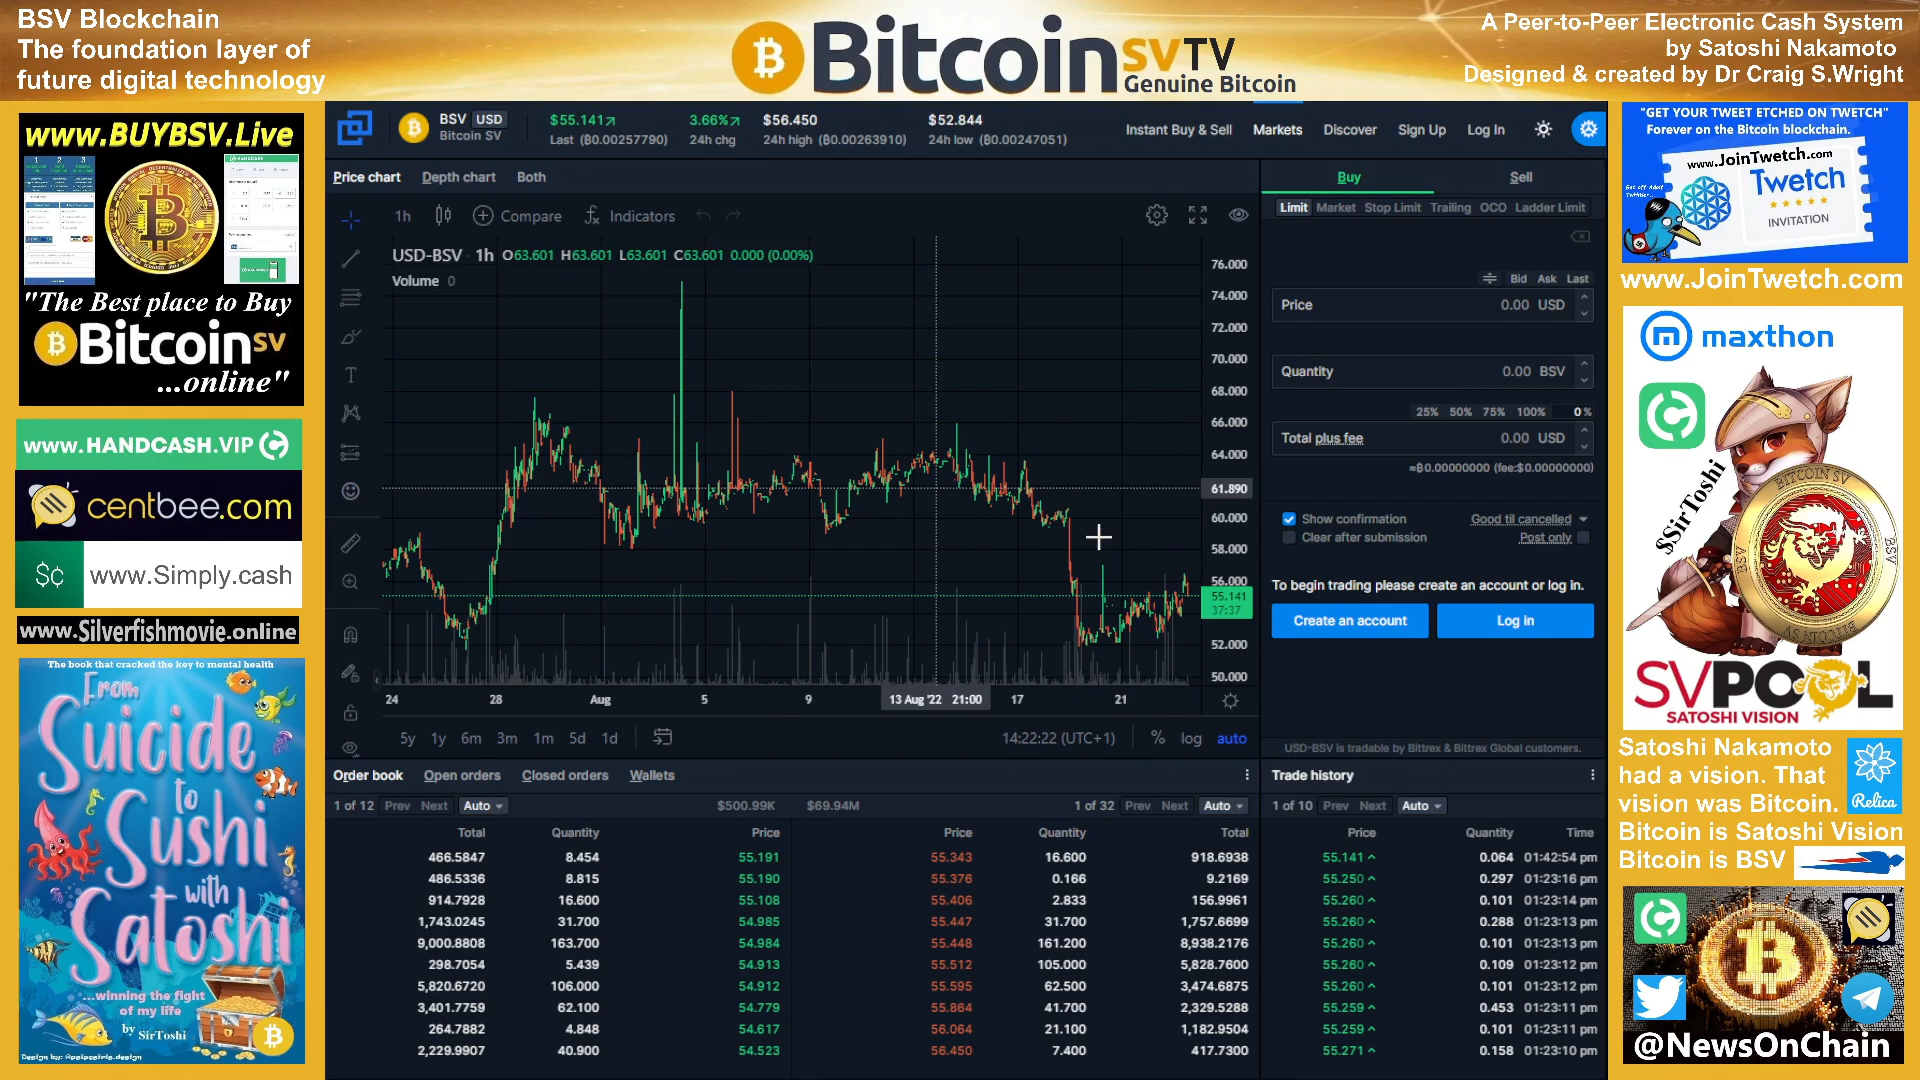 BSV Blockchain
The foundation layer of
future digital technology
Bitcoin SV TV
Genuine Bitcoin
A Peer-to-Peer Electronic Cash System
by Satoshi Nakamoto
Designed & created by Dr Craig S.Wright
www.BUYBSV.Live
"The Best place to Buy
Bitcoin SV
...online"
www.HANDCASH.VIP
centbee.com
$c www.Simply.cash
www.Silverfishmovie.online
The book that cracked the key to mental health
From
Suicide
to
Sushi
with
Satoshi
...winning the fight
of my life
by SirToshi
BSV USD
Bitcoin SV
$55.141↗ 3.66%↗ $56.450 $52.844
Last (₿0.00257790) 24h chg 24h high (₿0.00263910) 24h low (₿0.00247051)
Instant Buy & Sell Markets Discover Sign Up Log In
Price chart Depth chart Both
1h Compare Indicators
USD-BSV · 1h O63.601 H63.601 L63.601 C63.601 0.000 (0.00%)
Volume 0
76.000
74.000
72.000
70.000
68.000
66.000
64.000
61.890
60.000
58.000
56.000
55.141
37:37
52.000
50.000
24 28 Aug 5 9 13 Aug '22 21:00 17 21
5y 1y 6m 3m 1m 5d 1d 14:22:22 (UTC+1) % log auto
Buy Sell
Limit Market Stop Limit Trailing OCO Ladder Limit
Bid Ask Last
Price 0.00 USD
Quantity 0.00 BSV
25% 50% 75% 100% 0 %
Total plus fee 0.00 USD
≈₿0.00000000 (fee:$0.00000000)
Show confirmation Good til cancelled
Clear after submission Post only
To begin trading please create an account or log in.
Create an account Log in
USD-BSV is tradable by Bittrex & Bittrex Global customers.
Order book Open orders Closed orders Wallets
1 of 12 Prev Next Auto $500.99K $69.94M 1 of 32 Prev Next Auto
Total Quantity Price Price Quantity Total
466.5847 8.454 55.191 55.343 16.600 918.6938
486.5336 8.815 55.190 55.376 0.166 9.2169
914.7928 16.600 55.108 55.406 2.833 156.9961
1,743.0245 31.700 54.985 55.447 31.700 1,757.6699
9,000.8808 163.700 54.984 55.448 161.200 8,938.2176
298.7054 5.439 54.913 55.512 105.000 5,828.7600
5,820.6720 106.000 54.912 55.595 62.500 3,474.6875
3,401.7759 62.100 54.779 55.864 41.700 2,329.5288
264.7882 4.848 54.617 56.064 21.100 1,182.9504
2,229.9907 40.900 54.523 56.450 7.400 417.7300
Trade history
1 of 10 Prev Next Auto
Price Quantity Time
55.141 0.064 01:42:54 pm
55.250 0.297 01:23:16 pm
55.260 0.101 01:23:14 pm
55.260 0.288 01:23:13 pm
55.260 0.101 01:23:13 pm
55.260 0.109 01:23:12 pm
55.260 0.101 01:23:12 pm
55.259 0.453 01:23:11 pm
55.259 0.101 01:23:11 pm
55.271 0.158 01:23:10 pm
"GET YOUR TWEET ETCHED ON TWETCH"
Forever on the Bitcoin blockchain.
www.JoinTwetch.com
Twetch
INVITATION
www.JoinTwetch.com
maxthon
$SirToshi
BITCOIN SV
BSV
BSV
SVPOOL
SATOSHI VISION
Satoshi Nakamoto
had a vision. That
vision was Bitcoin.
Relica
Bitcoin is Satoshi Vision
Bitcoin is BSV
@NewsOnChain